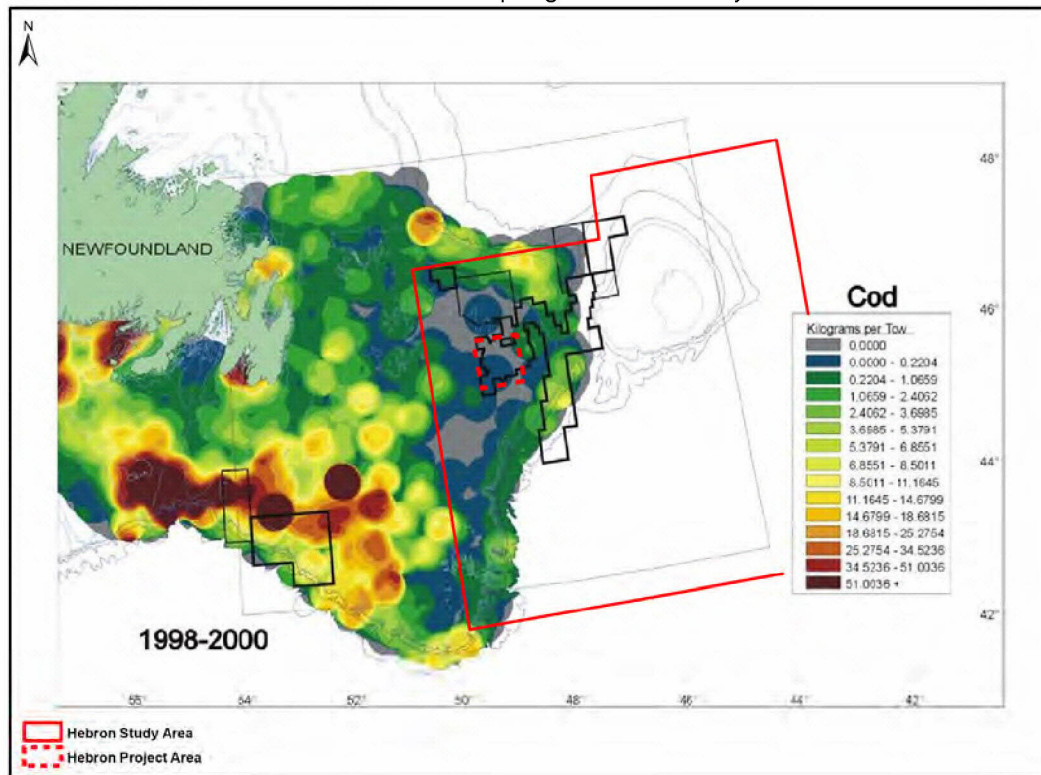 N
NEWFOUNDLAND
48°
46°
44°
42°
Cod
Kilograms per Tow
0.0000
0.0000 - 0.2204
0.2204 - 1.0659
1.0659 - 2.4062
2.4062 - 3.6985
3.6985 - 5.3791
5.3791 - 6.8551
6.8551 - 8.5011
8.5011 - 11.1645
11.1645 - 14.6799
14.6799 - 18.6815
18.6815 - 25.2754
25.2754 - 34.5236
34.5236 - 51.0036
51.0036 +
1998-2000
54° 52° 50° 48° 46° 44° 42°
Hebron Study Area
Hebron Project Area